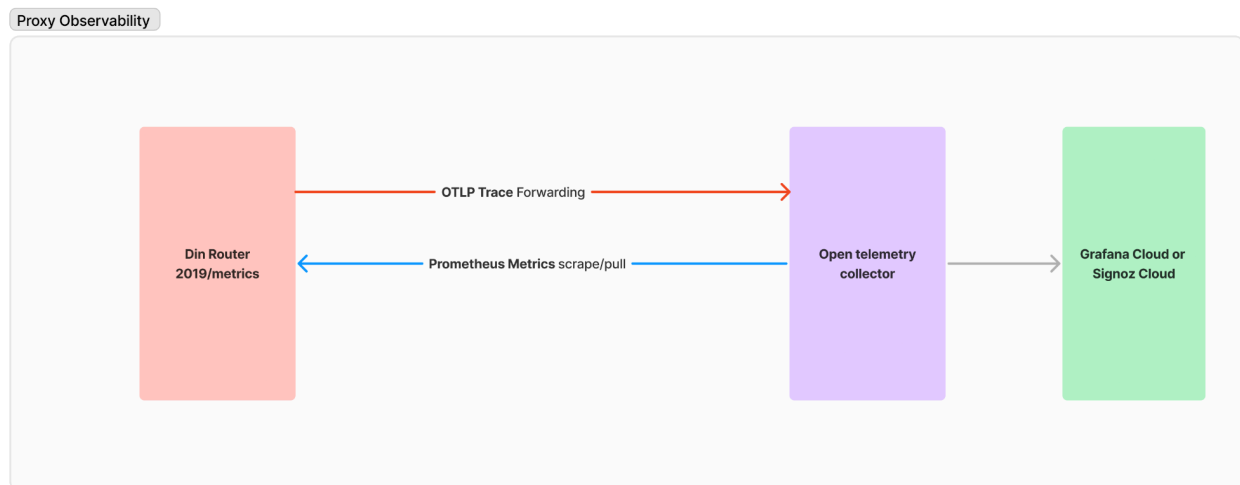 Proxy Observability
OTLP Trace Forwarding
Din Router
2019/metrics
Prometheus Metrics scrape/pull
Open telemetry
collector
Grafana Cloud or
Signoz Cloud